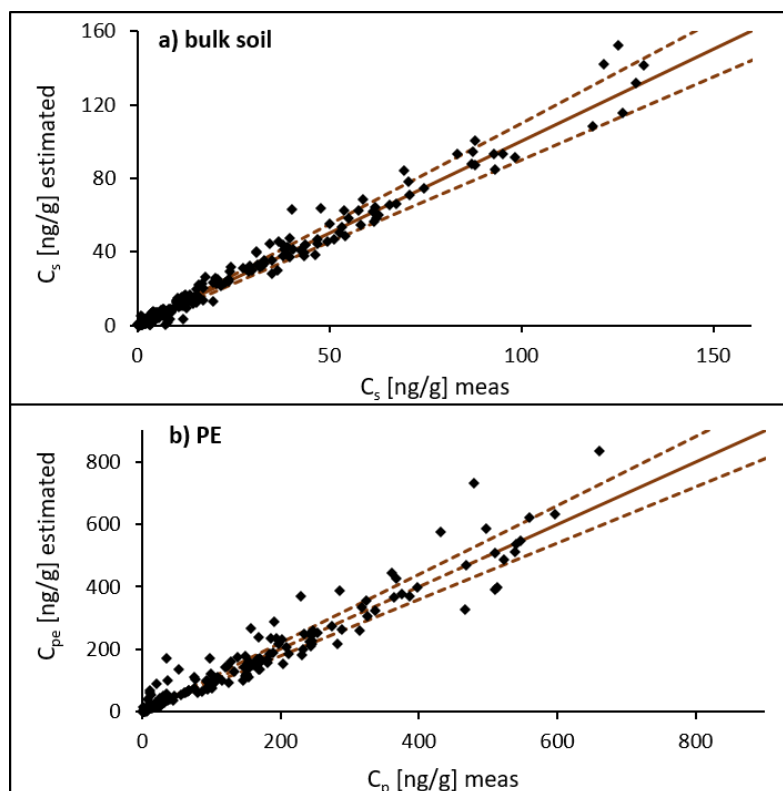 a) bulk soil
Cs [ng/g] estimated
160
120
80
40
0
0 50 100 150
Cs [ng/g] meas
b) PE
Cpe [ng/g] estimated
800
600
400
200
0
0 200 400 600 800
Cp [ng/g] meas